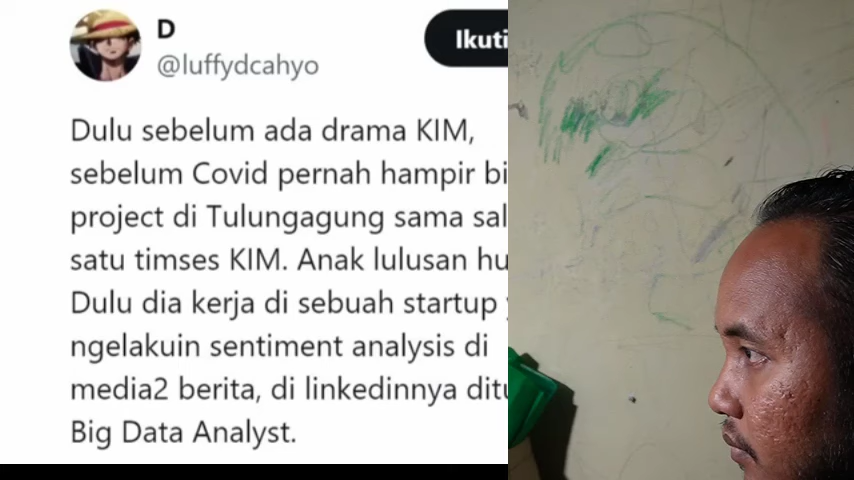 D
@luffydcahyo
Dulu sebelum ada drama KIM,
sebelum Covid pernah hampir
project di Tulungagung sama
satu timses KIM. Anak lulusan
Dulu dia kerja di sebuah startup
ngelakuin sentiment analysis di
media2 berita, di linkedinnya
Big Data Analyst.